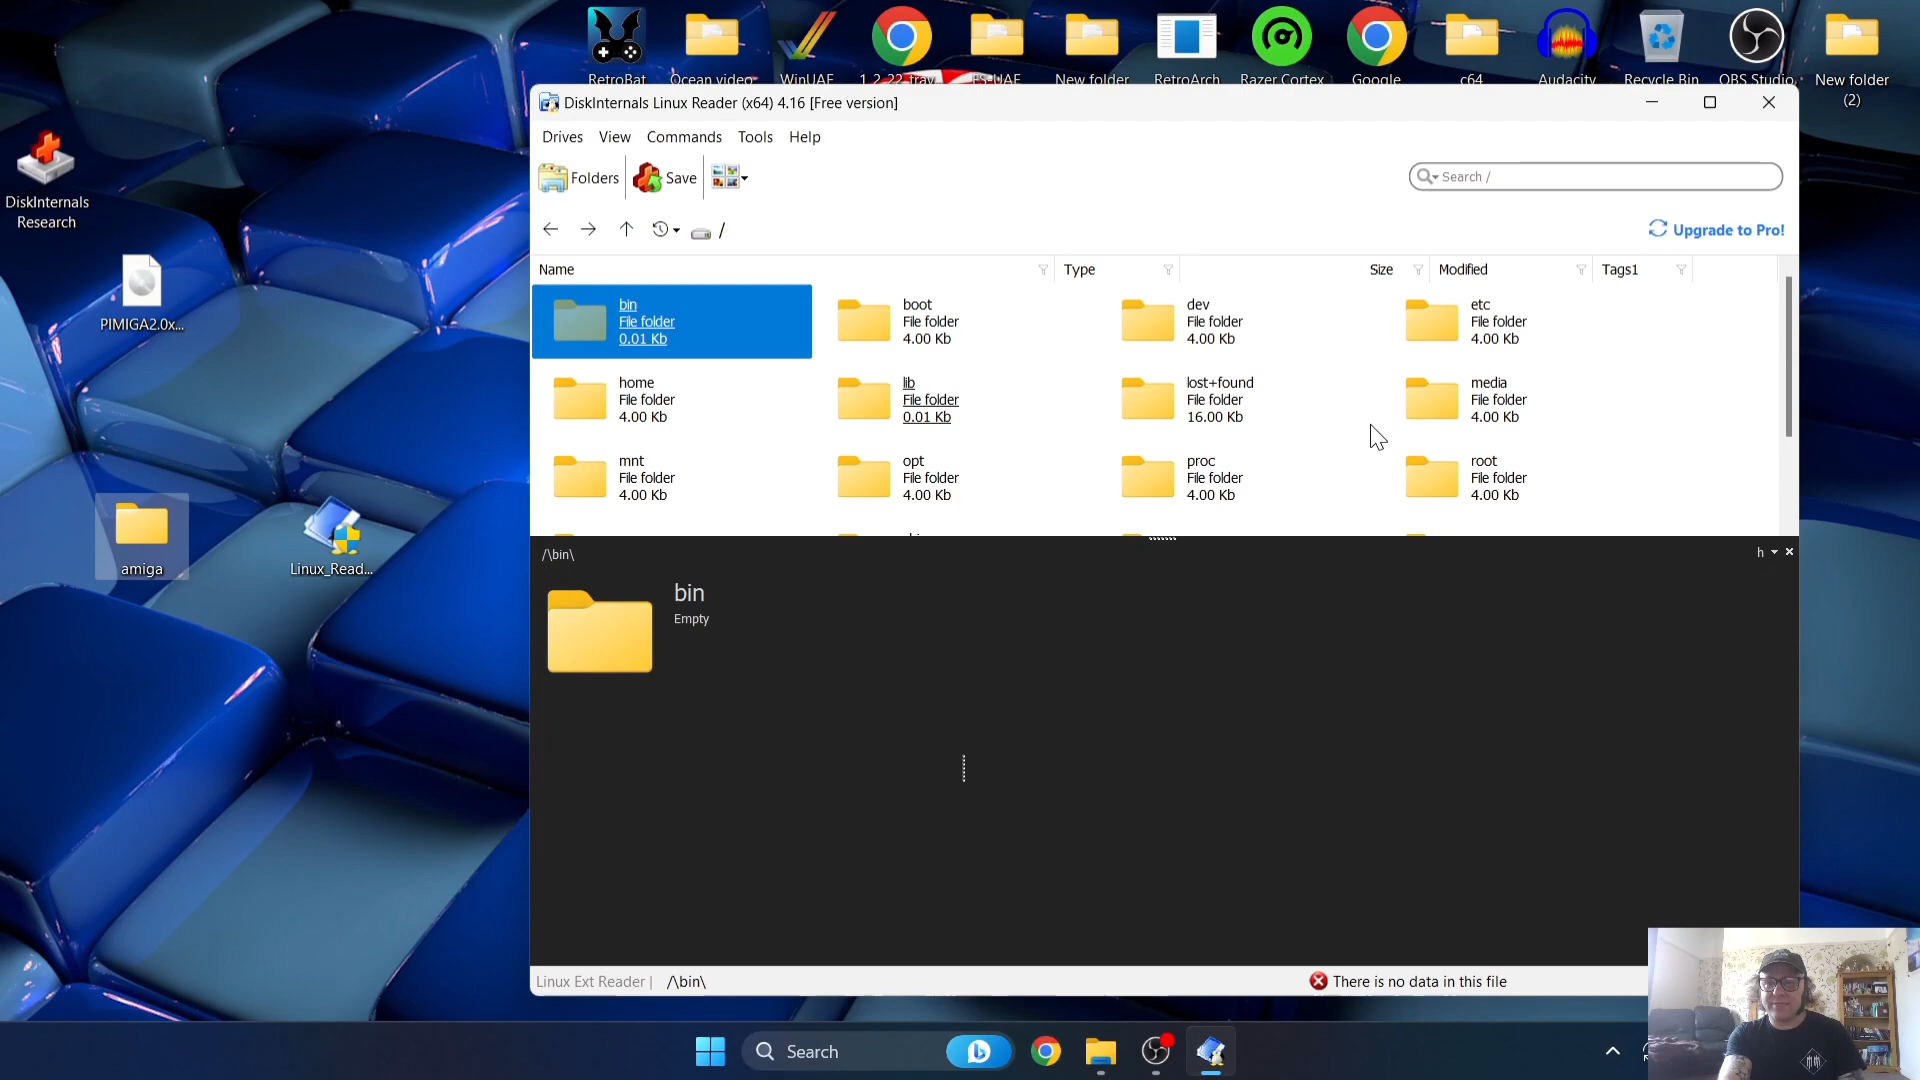 RetroBat
Ocean video
WinUAE
1_2_22_tray
FS-UAE
New folder
RetroArch
Razer Cortex
Google
c64
Audacity
Recycle Bin
OBS Studio
New folder
(2)
DiskInternals
Research
PIMIGA2.0x...
amiga
Linux_Read...
DiskInternals Linux Reader (x64) 4.16 [Free version]
Drives View Commands Tools Help
Folders Save
Search /
/
Upgrade to Pro!
Name Type Size Modified Tags1
bin
File folder
0.01 Kb
boot
File folder
4.00 Kb
dev
File folder
4.00 Kb
etc
File folder
4.00 Kb
home
File folder
4.00 Kb
lib
File folder
0.01 Kb
lost+found
File folder
16.00 Kb
media
File folder
4.00 Kb
mnt
File folder
4.00 Kb
opt
File folder
4.00 Kb
proc
File folder
4.00 Kb
root
File folder
4.00 Kb
/\bin\
h
bin
Empty
Linux Ext Reader | /\bin\
There is no data in this file
Search